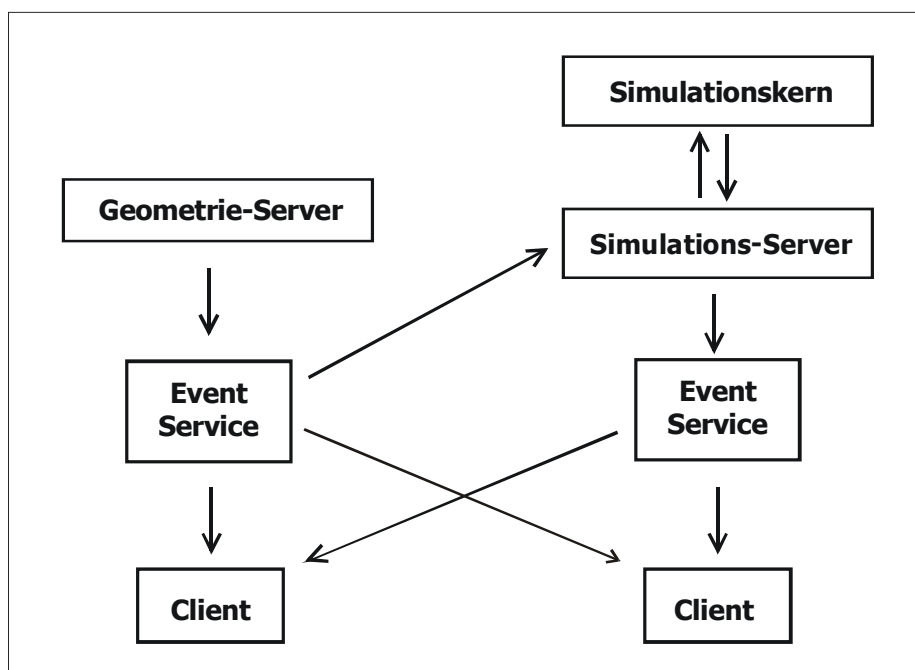 Simulationskern
Geometrie-Server
Simulations-Server
Event
Service
Event
Service
Client
Client